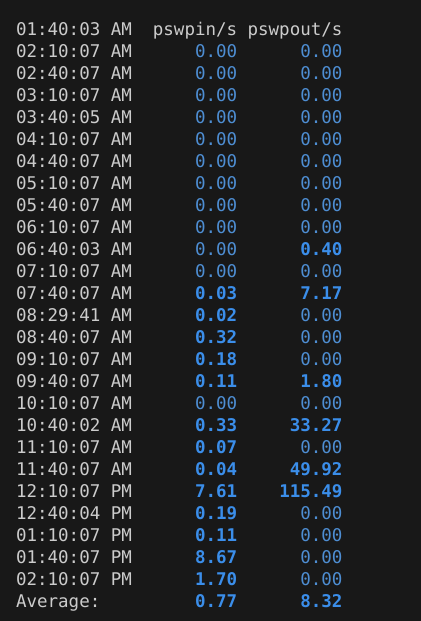 01:40:03 AM  pswpin/s pswpout/s
02:10:07 AM      0.00      0.00
02:40:07 AM      0.00      0.00
03:10:07 AM      0.00      0.00
03:40:05 AM      0.00      0.00
04:10:07 AM      0.00      0.00
04:40:07 AM      0.00      0.00
05:10:07 AM      0.00      0.00
05:40:07 AM      0.00      0.00
06:10:07 AM      0.00      0.00
06:40:03 AM      0.00      0.40
07:10:07 AM      0.00      0.00
07:40:07 AM      0.03      7.17
08:29:41 AM      0.02      0.00
08:40:07 AM      0.32      0.00
09:10:07 AM      0.18      0.00
09:40:07 AM      0.11      1.80
10:10:07 AM      0.00      0.00
10:40:02 AM      0.33     33.27
11:10:07 AM      0.07      0.00
11:40:07 AM      0.04     49.92
12:10:07 PM      7.61    115.49
12:40:04 PM      0.19      0.00
01:10:07 PM      0.11      0.00
01:40:07 PM      8.67      0.00
02:10:07 PM      1.70      0.00
Average:         0.77      8.32